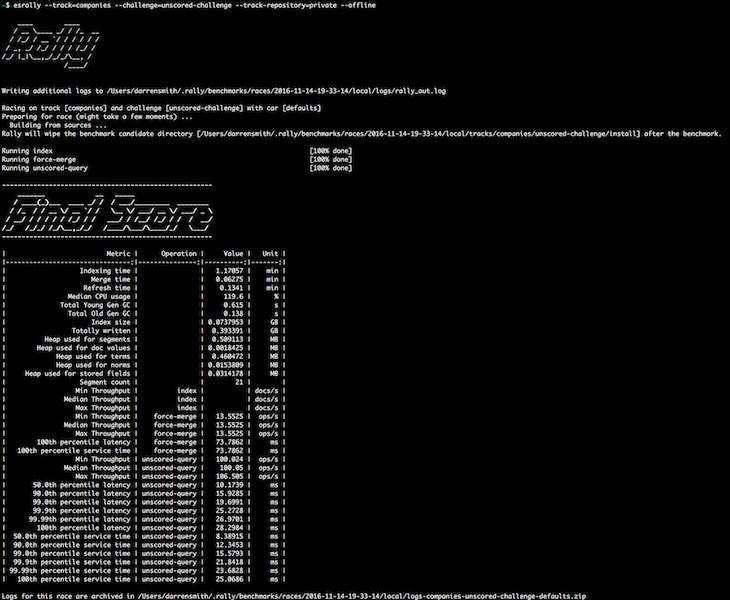 ~$ esrally --track=companies --challenge=unscored-challenge --track-repository=private --offline
Rally
Writing additional logs to /Users/darrensmith/.rally/benchmarks/races/2016-11-14-19-33-14/local/logs/rally_out.log
Racing on track [companies] and challenge [unscored-challenge] with car [defaults]
Preparing for race (might take a few moments) ...
Building from sources ...
Rally will wipe the benchmark candidate directory [/Users/darrensmith/.rally/benchmarks/races/2016-11-14-19-33-14/local/tracks/companies/unscored-challenge/install] after the benchmark.
Running index [100% done]
Running force-merge [100% done]
Running unscored-query [100% done]
------------------------------------------------------
Final Score
------------------------------------------------------
| Metric | Operation | Value | Unit |
|-------------------------------:|---------------:|----------:|-------:|
| Indexing time | | 1.17057 | min |
| Merge time | | 0.06275 | min |
| Refresh time | | 0.1341 | min |
| Median CPU usage | | 119.6 | % |
| Total Young Gen GC | | 0.615 | s |
| Total Old Gen GC | | 0.138 | s |
| Index size | | 0.0737953 | GB |
| Totally written | | 0.393391 | GB |
| Heap used for segments | | 0.509113 | MB |
| Heap used for doc values | | 0.0018425 | MB |
| Heap used for terms | | 0.460472 | MB |
| Heap used for norms | | 0.0153809 | MB |
| Heap used for stored fields | | 0.0314178 | MB |
| Segment count | | 21 | |
| Min Throughput | index | | docs/s |
| Median Throughput | index | | docs/s |
| Max Throughput | index | | docs/s |
| Min Throughput | force-merge | 13.5525 | ops/s |
| Median Throughput | force-merge | 13.5525 | ops/s |
| Max Throughput | force-merge | 13.5525 | ops/s |
| 100th percentile latency | force-merge | 73.7862 | ms |
| 100th percentile service time | force-merge | 73.7862 | ms |
| Min Throughput | unscored-query | 100.024 | ops/s |
| Median Throughput | unscored-query | 100.05 | ops/s |
| Max Throughput | unscored-query | 106.505 | ops/s |
| 50.0th percentile latency | unscored-query | 10.1739 | ms |
| 90.0th percentile latency | unscored-query | 15.9285 | ms |
| 99.0th percentile latency | unscored-query | 19.6991 | ms |
| 99.9th percentile latency | unscored-query | 25.2728 | ms |
| 99.99th percentile latency | unscored-query | 26.9701 | ms |
| 100th percentile latency | unscored-query | 28.2984 | ms |
| 50.0th percentile service time | unscored-query | 8.38915 | ms |
| 90.0th percentile service time | unscored-query | 12.3453 | ms |
| 99.0th percentile service time | unscored-query | 15.5793 | ms |
| 99.9th percentile service time | unscored-query | 21.8418 | ms |
| 99.99th percentile service time | unscored-query | 23.6828 | ms |
| 100th percentile service time | unscored-query | 25.0686 | ms |
Logs for this race are archived in /Users/darrensmith/.rally/benchmarks/races/2016-11-14-19-33-14/local/logs-companies-unscored-challenge-defaults.zip